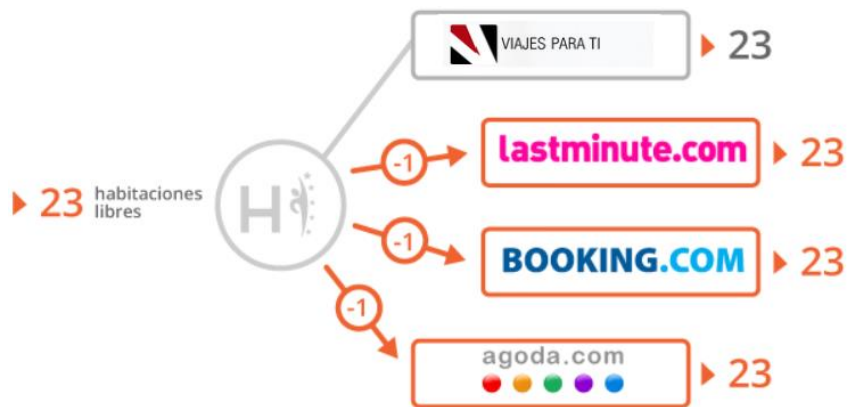 VIAJES PARA TI
23
-1
lastminute.com
23
23
habitaciones
libres
H
-1
BOOKING.COM
23
-1
agoda.com
23